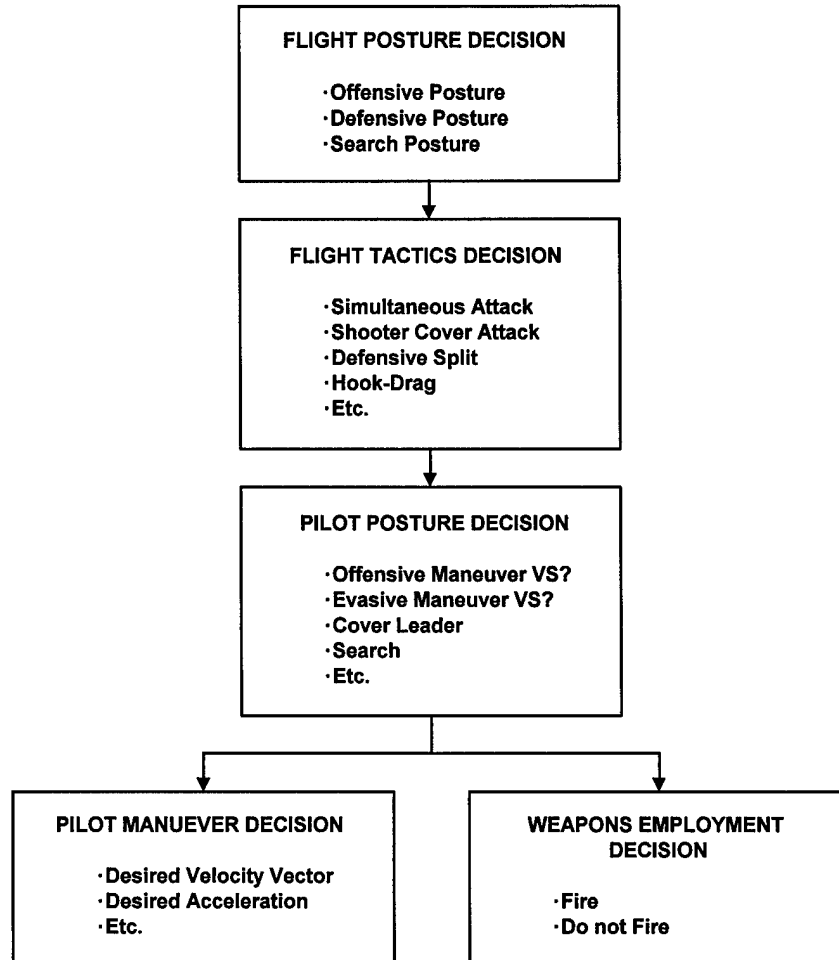 FLIGHT POSTURE DECISION
·Offensive Posture
·Defensive Posture
·Search Posture
FLIGHT TACTICS DECISION
·Simultaneous Attack
·Shooter Cover Attack
·Defensive Split
·Hook-Drag
·Etc.
PILOT POSTURE DECISION
·Offensive Maneuver VS?
·Evasive Maneuver VS?
·Cover Leader
·Search
·Etc.
PILOT MANUEVER DECISION
·Desired Velocity Vector
·Desired Acceleration
·Etc.
WEAPONS EMPLOYMENT
DECISION
·Fire
·Do not Fire